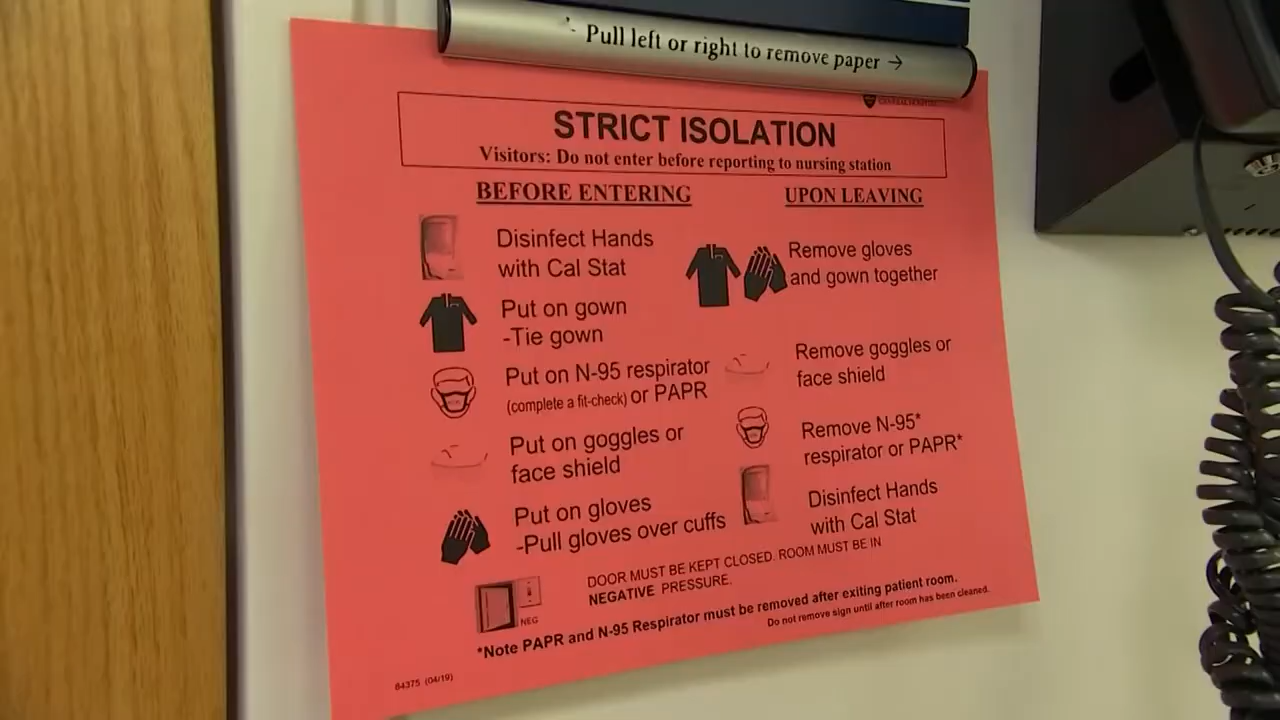 Pull left or right to remove paper →
STRICT ISOLATION
Visitors: Do not enter before reporting to nursing station
BEFORE ENTERING
Disinfect Hands
with Cal Stat
Put on gown
-Tie gown
Put on N-95 respirator
(complete a fit-check) or PAPR
Put on goggles or
face shield
Put on gloves
-Pull gloves over cuffs
UPON LEAVING
Remove gloves
and gown together
Remove goggles or
face shield
Remove N-95*
respirator or PAPR*
Disinfect Hands
with Cal Stat
NEG
DOOR MUST BE KEPT CLOSED. ROOM MUST BE IN
NEGATIVE PRESSURE.
*Note PAPR and N-95 Respirator must be removed after exiting patient room.
Do not remove sign until after room has been cleaned.
84375 (04/19)